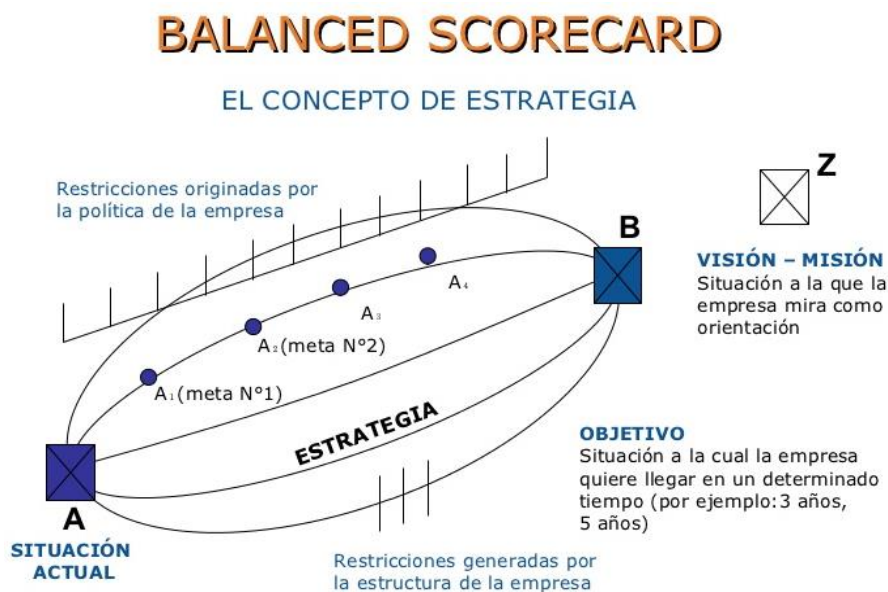 BALANCED SCORECARD
EL CONCEPTO DE ESTRATEGIA
Restricciones originadas por
la política de la empresa
Z
B
VISIÓN – MISIÓN
Situación a la que la
empresa mira como
orientación
A₄
A₃
A₂(meta N°2)
A₁(meta N°1)
ESTRATEGIA
OBJETIVO
Situación a la cual la empresa
quiere llegar en un determinado
tiempo (por ejemplo:3 años,
5 años)
A
SITUACIÓN
ACTUAL
Restricciones generadas por
la estructura de la empresa